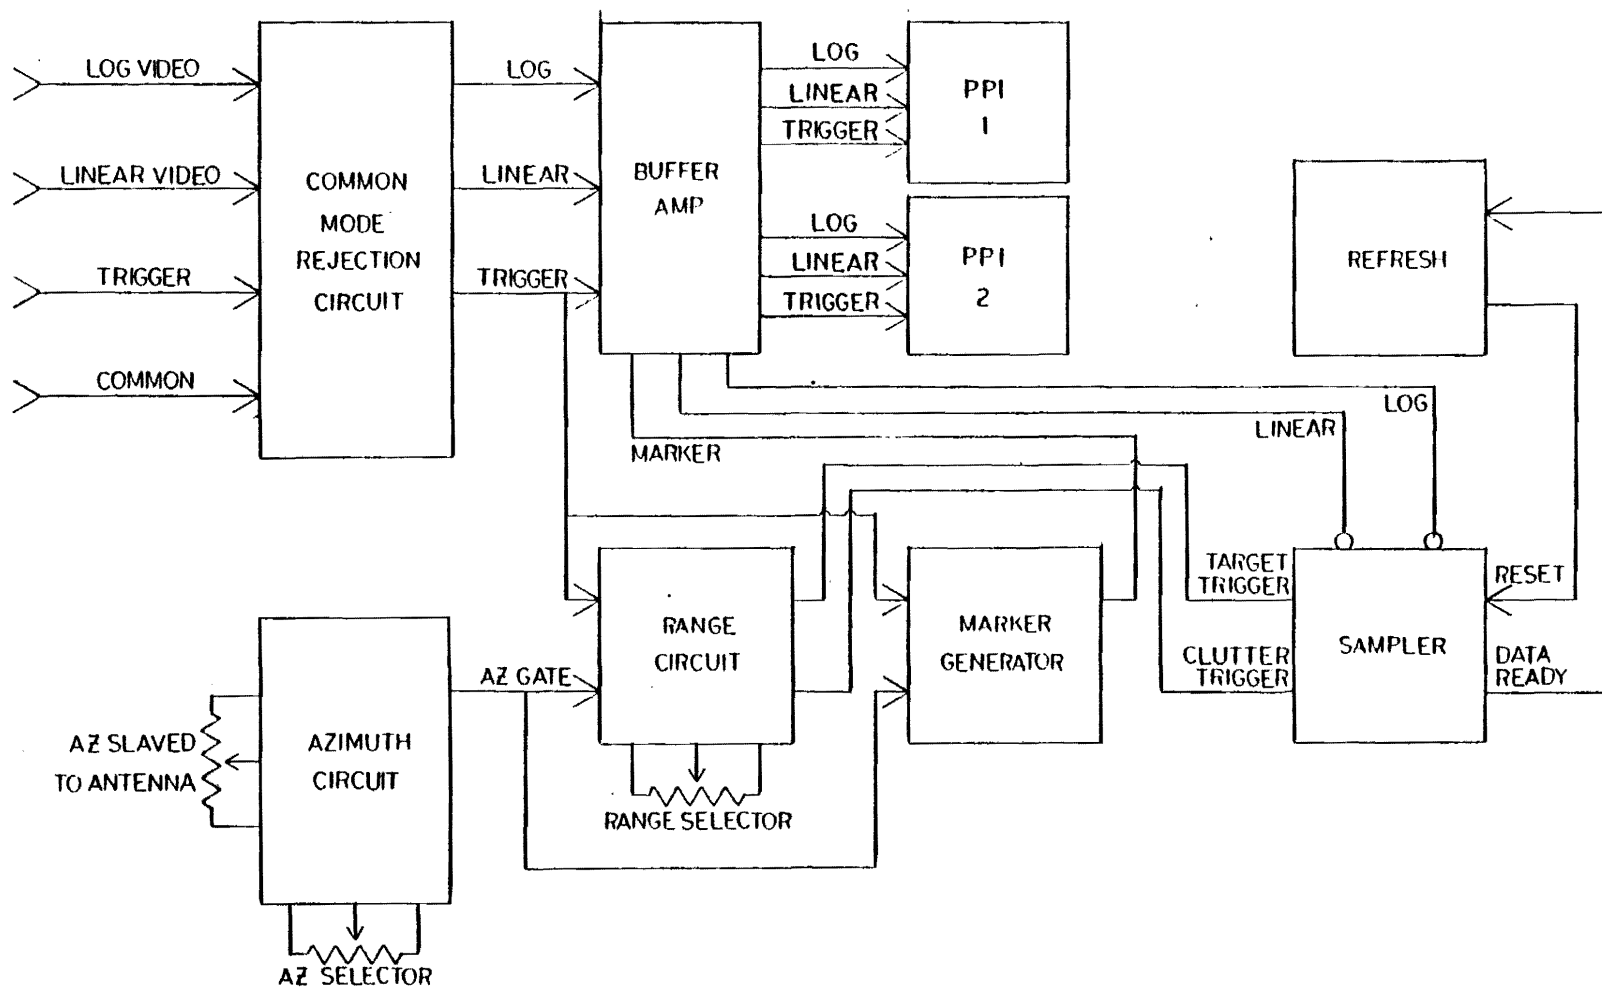 LOG VIDEO
LINEAR VIDEO
TRIGGER
COMMON
COMMON
MODE
REJECTION
CIRCUIT
LOG
LINEAR
TRIGGER
BUFFER
AMP
LOG
LINEAR
TRIGGER
PPI
1
LOG
LINEAR
TRIGGER
PPI
2
REFRESH
MARKER
LINEAR
LOG
AZ SLAVED
TO ANTENNA
AZIMUTH
CIRCUIT
AZ SELECTOR
AZ GATE
RANGE
CIRCUIT
RANGE SELECTOR
MARKER
GENERATOR
TARGET
TRIGGER
CLUTTER
TRIGGER
SAMPLER
RESET
DATA
READY